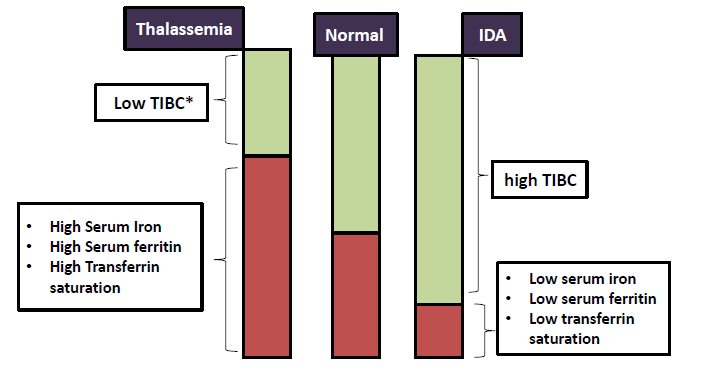 Thalassemia
Normal
IDA
Low TIBC*
high TIBC
• High Serum Iron
• High Serum ferritin
• High Transferrin
saturation
• Low serum iron
• Low serum ferritin
• Low transferrin
saturation